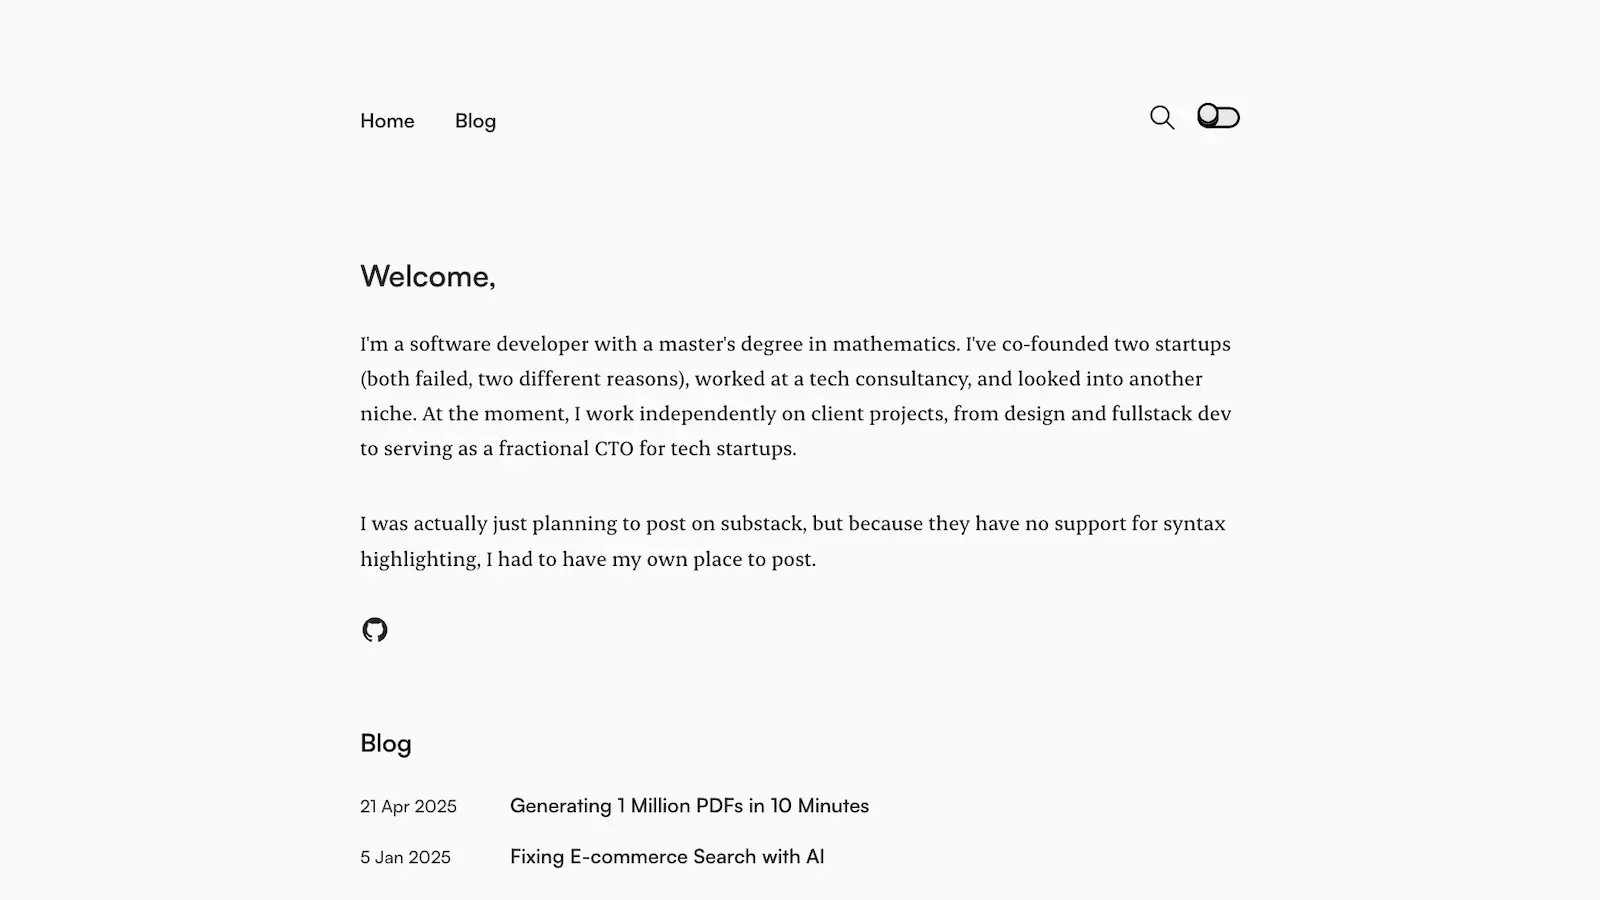 Home Blog
Welcome,
I'm a software developer with a master's degree in mathematics. I've co-founded two startups
(both failed, two different reasons), worked at a tech consultancy, and looked into another
niche. At the moment, I work independently on client projects, from design and fullstack dev
to serving as a fractional CTO for tech startups.
I was actually just planning to post on substack, but because they have no support for syntax
highlighting, I had to have my own place to post.
Blog
21 Apr 2025 Generating 1 Million PDFs in 10 Minutes
5 Jan 2025 Fixing E-commerce Search with AI